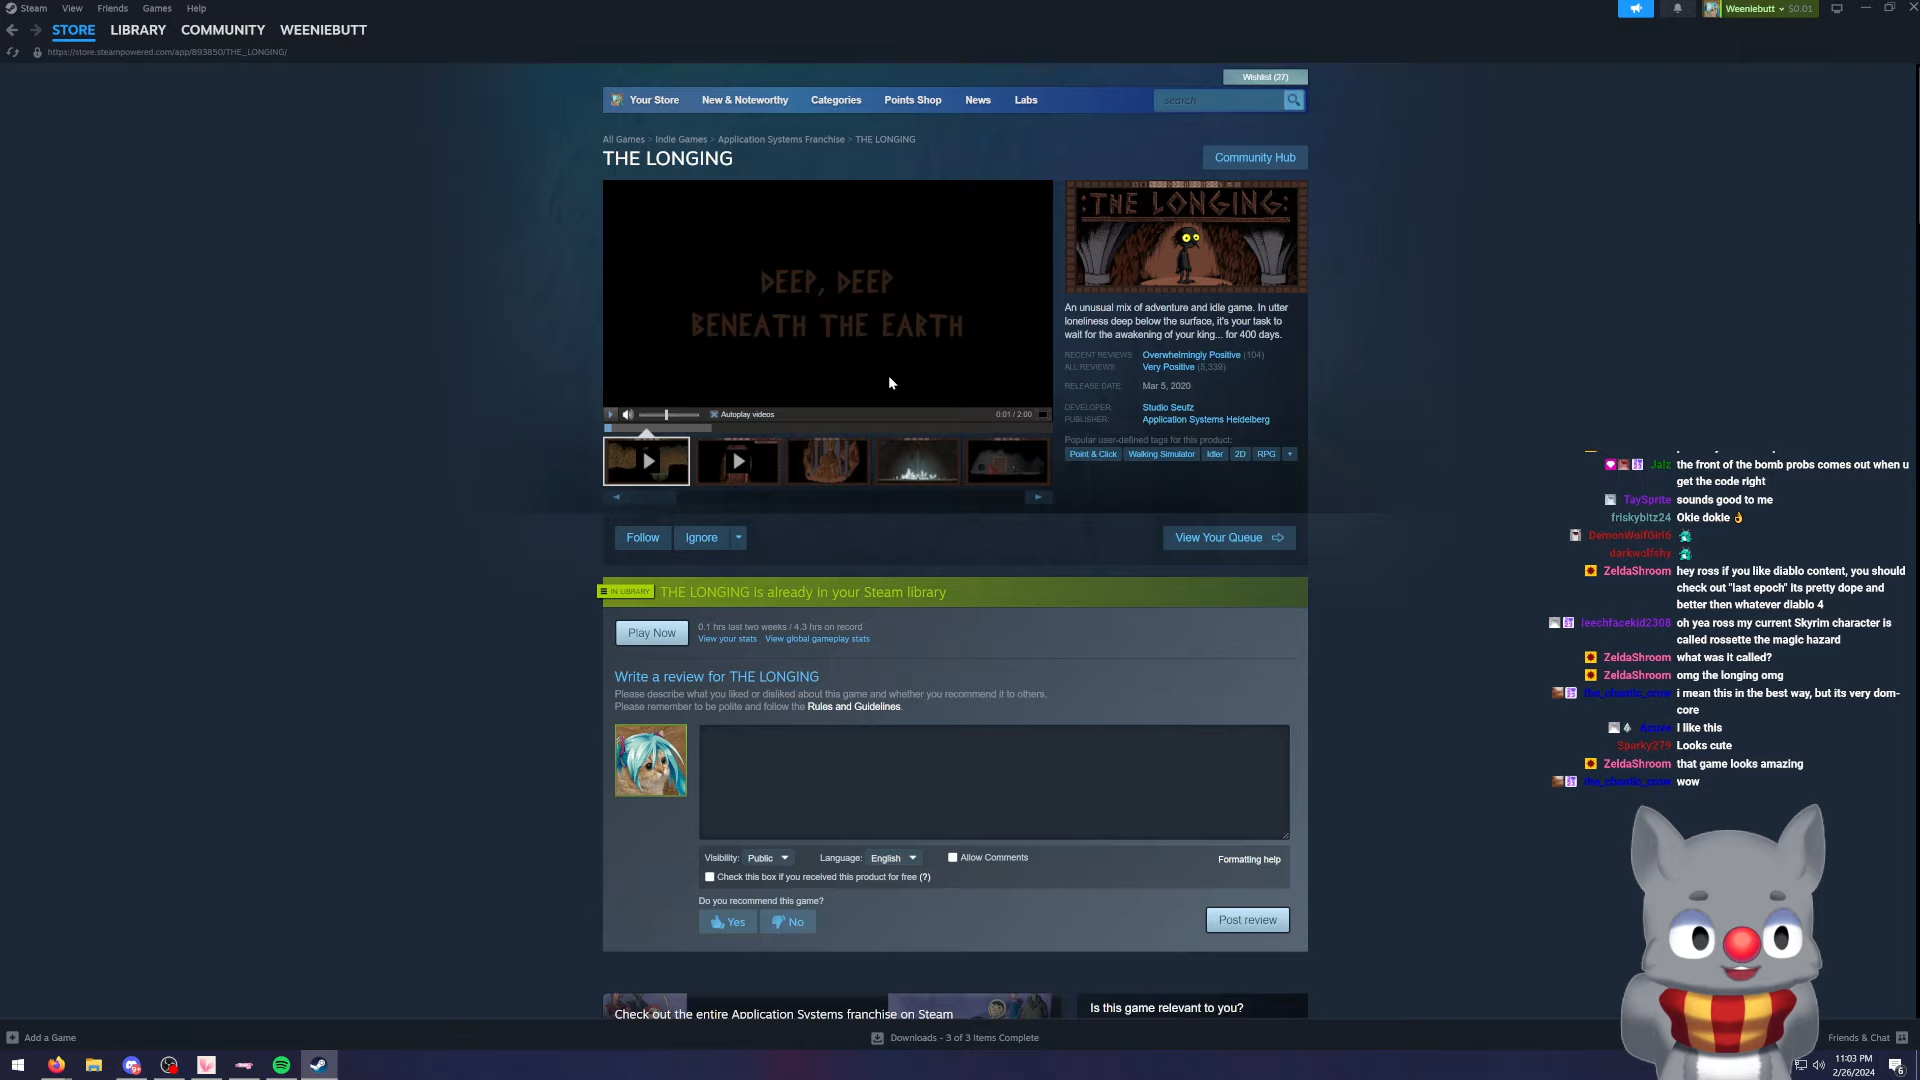 Steam View Friends Games Help
Weeniebutt $0.01
STORE LIBRARY COMMUNITY WEENIEBUTT
https://store.steampowered.com/app/893850/THE_LONGING/
Wishlist (27)
Your Store New & Noteworthy Categories Points Shop News Labs search
All Games > Indie Games > Application Systems Franchise > THE LONGING
THE LONGING
Community Hub
DEEP, DEEP
BENEATH THE EARTH
Autoplay videos 0:01 / 2:00
:THE LONGING:
An unusual mix of adventure and idle game. In utter
loneliness deep below the surface, it's your task to
wait for the awakening of your king... for 400 days.
RECENT REVIEWS: Overwhelmingly Positive (104)
ALL REVIEWS: Very Positive (5,339)
RELEASE DATE: Mar 5, 2020
DEVELOPER: Studio Seufz
PUBLISHER: Application Systems Heidelberg
Popular user-defined tags for this product:
Point & Click Walking Simulator Idler 2D RPG +
Follow Ignore
View Your Queue
IN LIBRARY THE LONGING is already in your Steam library
Play Now
0.1 hrs last two weeks / 4.3 hrs on record
View your stats View global gameplay stats
Write a review for THE LONGING
Please describe what you liked or disliked about this game and whether you recommend it to others.
Please remember to be polite and follow the Rules and Guidelines.
Visibility: Public Language: English Allow Comments Formatting help
Check this box if you received this product for free (?)
Do you recommend this game?
Yes No
Post review
Check out the entire Application Systems franchise on Steam
Is this game relevant to you?
Jalz the front of the bomb probs comes out when u
get the code right
TaySprite sounds good to me
friskybitz24 Okie dokie 👌
DemonWolfGirl6
darkwolfshy
ZeldaShroom hey ross if you like diablo content, you should
check out "last epoch" its pretty dope and
better then whatever diablo 4
leechfacekid2308 oh yea ross my current Skyrim character is
called rossette the magic hazard
ZeldaShroom what was it called?
ZeldaShroom omg the longing omg
the_chaotic_crow i mean this in the best way, but its very dom-
core
Azuva I like this
Sparky279 Looks cute
ZeldaShroom that game looks amazing
the_chaotic_crow wow
Add a Game
Downloads - 3 of 3 Items Complete
Friends & Chat
11:03 PM
2/26/2024
6